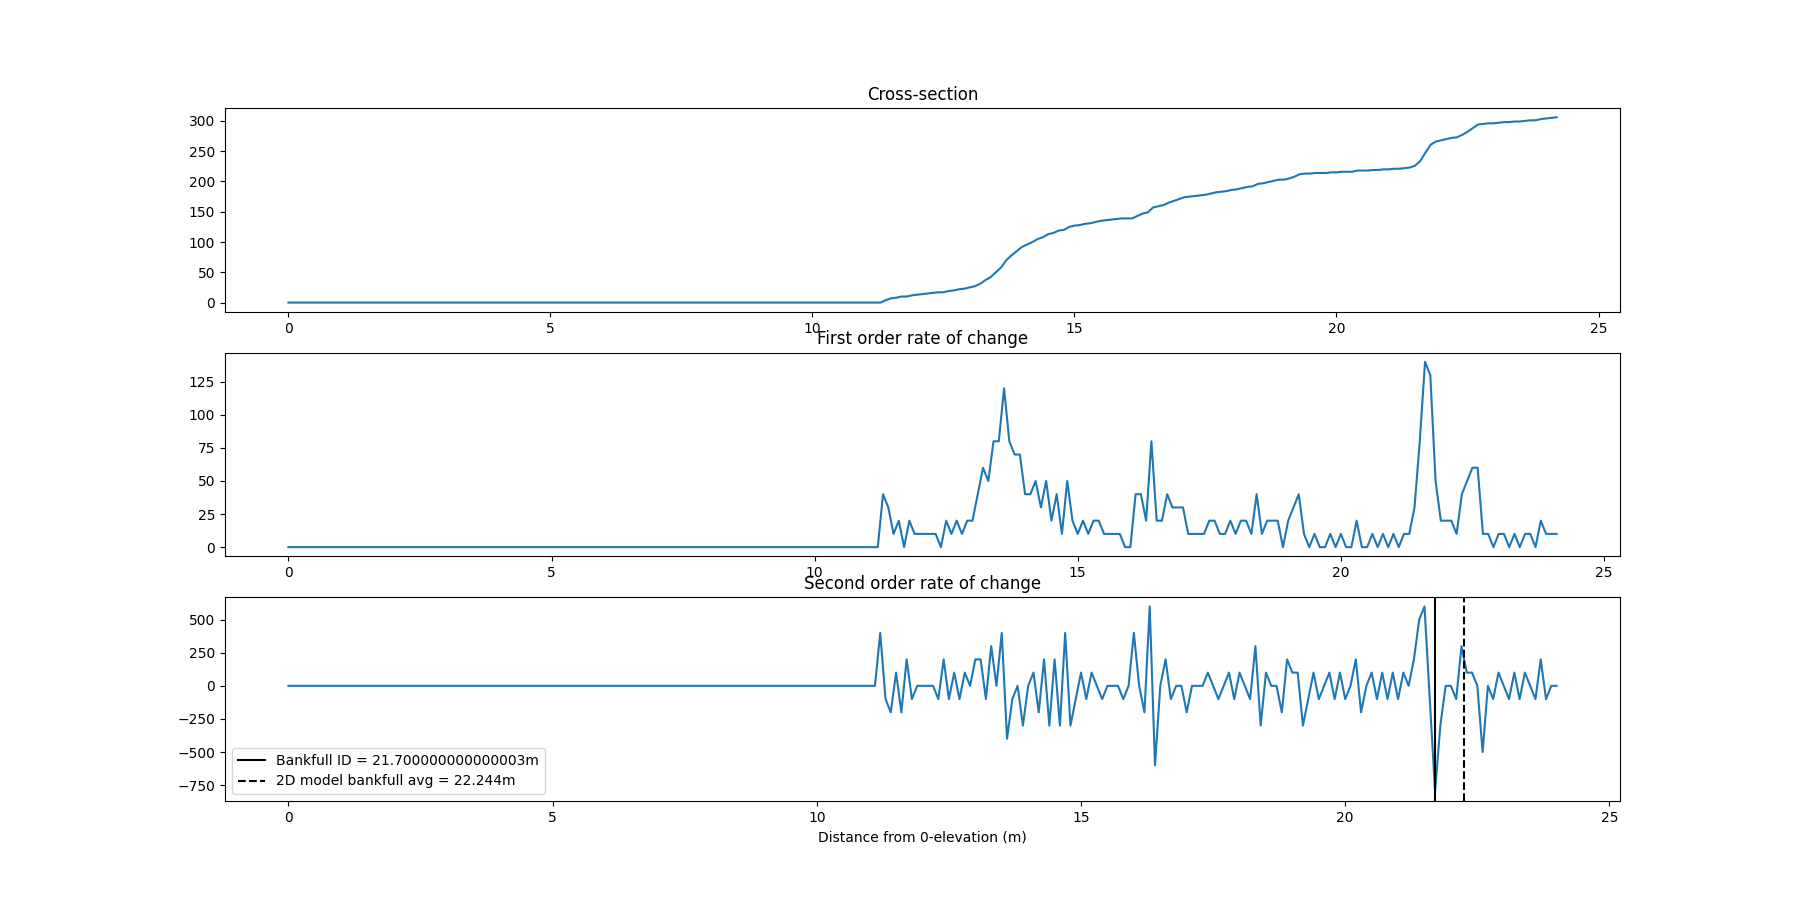 Cross-section
300
250
200
150
100
50
0
0 5 10 15 20 25
First order rate of change
125
100
75
50
25
0
0 5 10 15 20 25
Second order rate of change
500
250
0
−250
−500
−750
Bankfull ID = 21.700000000000003m
2D model bankfull avg = 22.244m
0 5 10 15 20 25
Distance from 0-elevation (m)